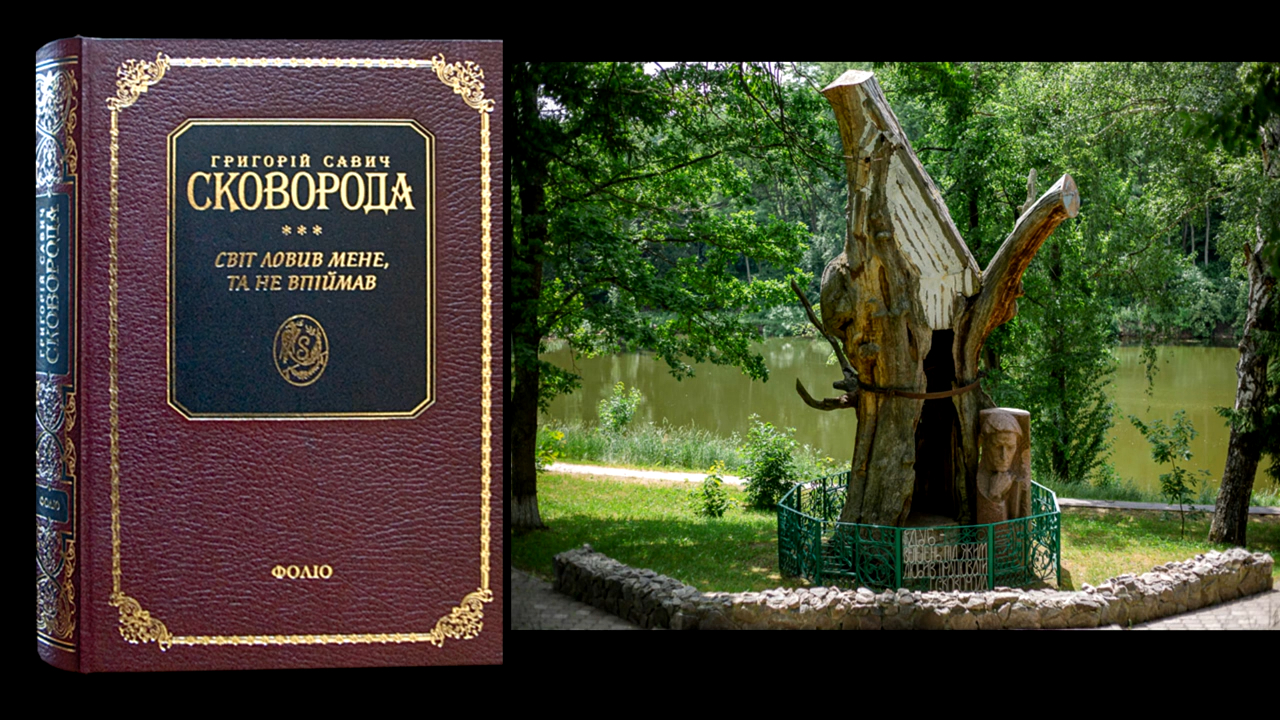 ГРИГОРІЙ САВИЧ
СКОВОРОДА
***
СВІТ ЛОВИВ МЕНЕ,
ТА НЕ ВПІЙМАВ
S
ФОЛІО
ГРИГОРІЙ САВИЧ
СКОВОРОДА
ФОЛІО